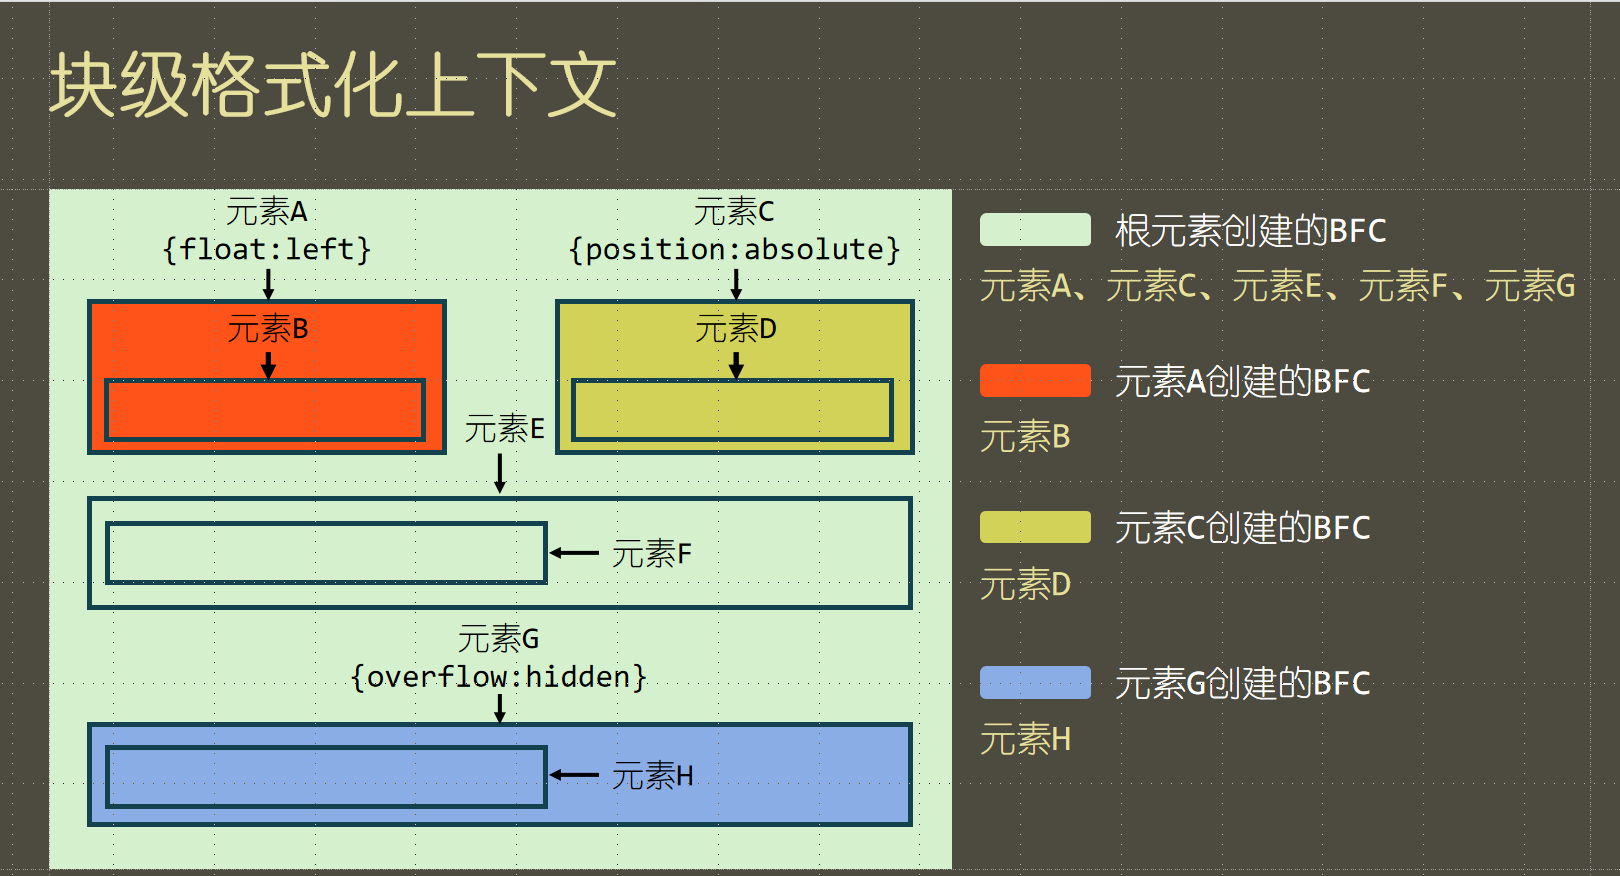 块级格式化上下文
元素A
{float:left}
元素C
{position:absolute}
元素B
元素D
元素E
元素F
元素G
{overflow:hidden}
元素H
根元素创建的BFC
元素A、元素C、元素E、元素F、元素G
元素A创建的BFC
元素B
元素C创建的BFC
元素D
元素G创建的BFC
元素H